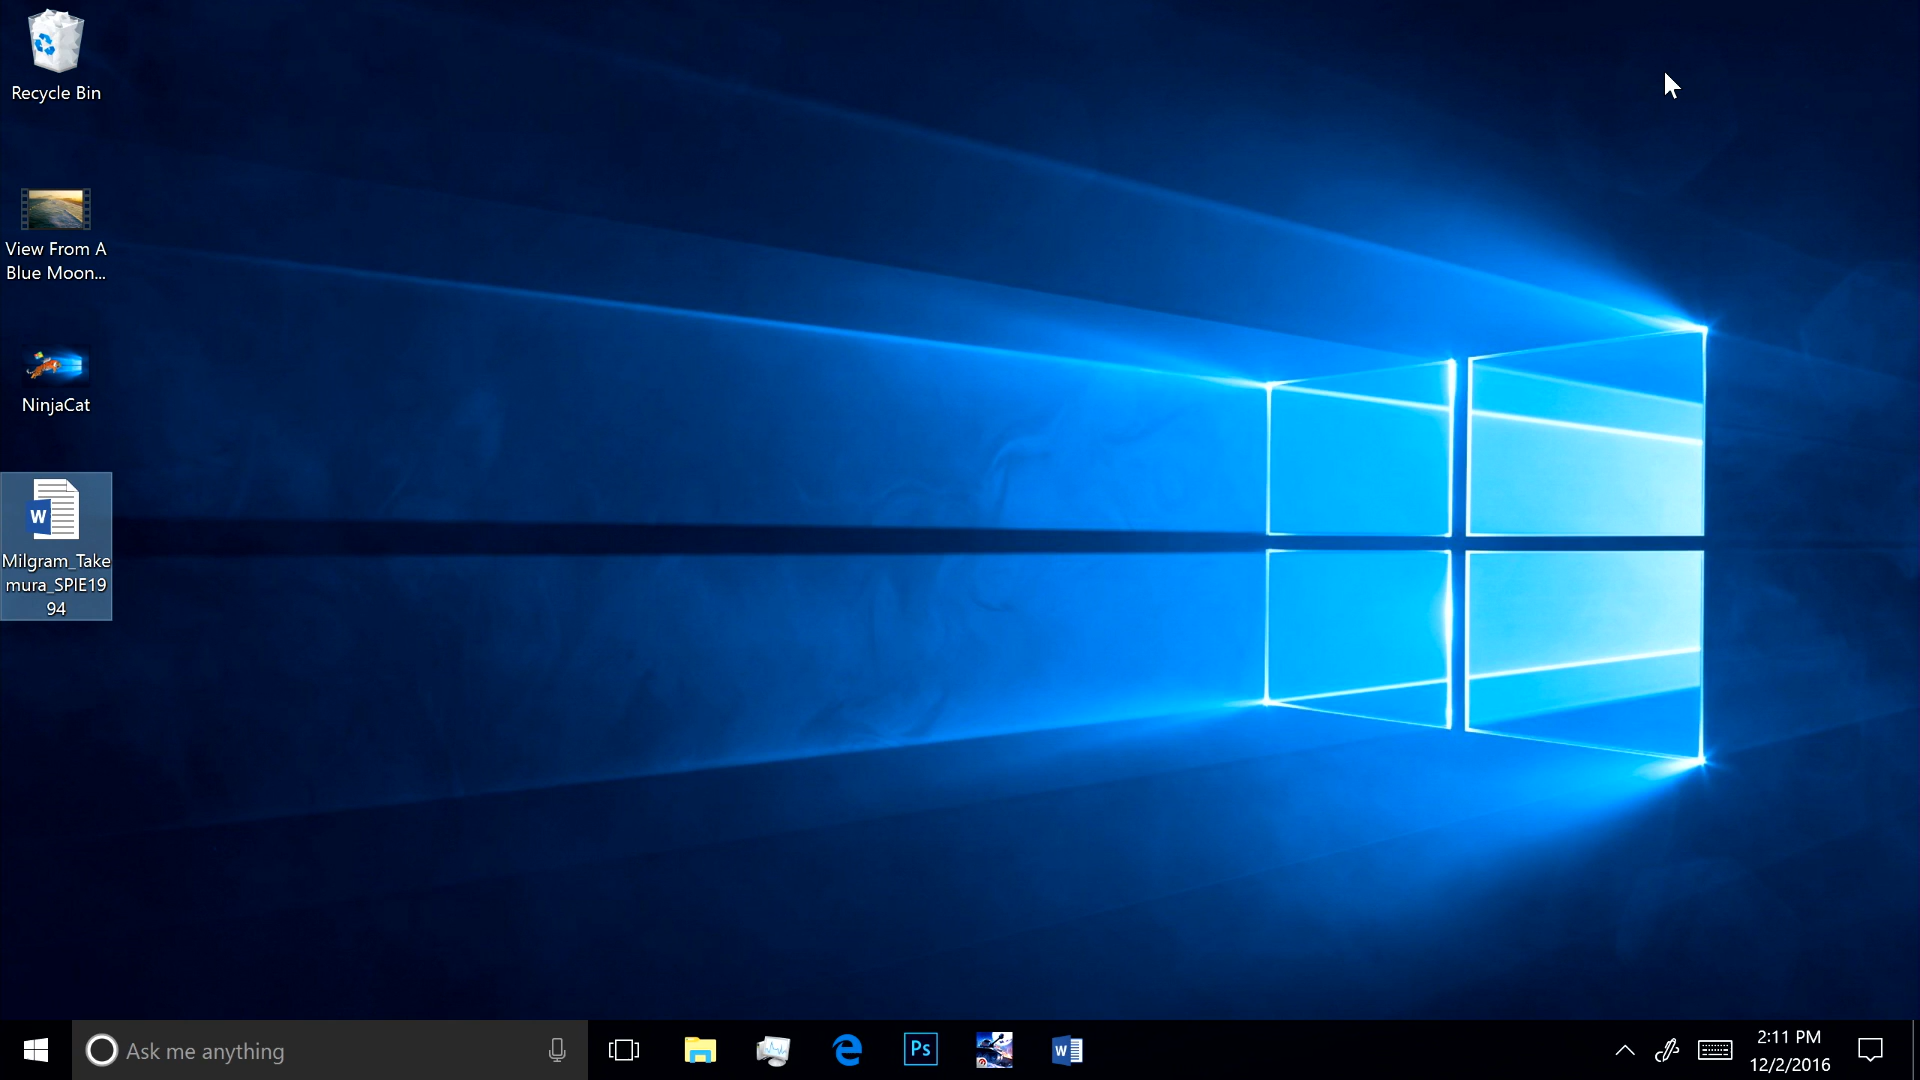 Recycle Bin
View From A
Blue Moon...
NinjaCat
W
Milgram_Take
mura_SPIE19
94
Ask me anything
Ps
W
2:11 PM
12/2/2016